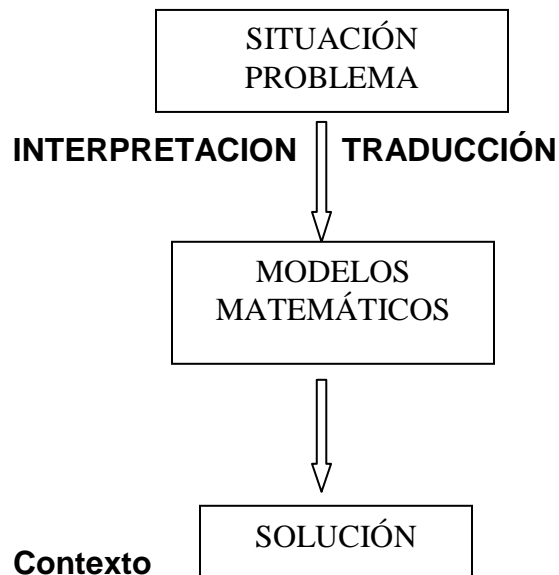 SITUACIÓN
PROBLEMA
INTERPRETACION TRADUCCIÓN
MODELOS
MATEMÁTICOS
SOLUCIÓN
Contexto